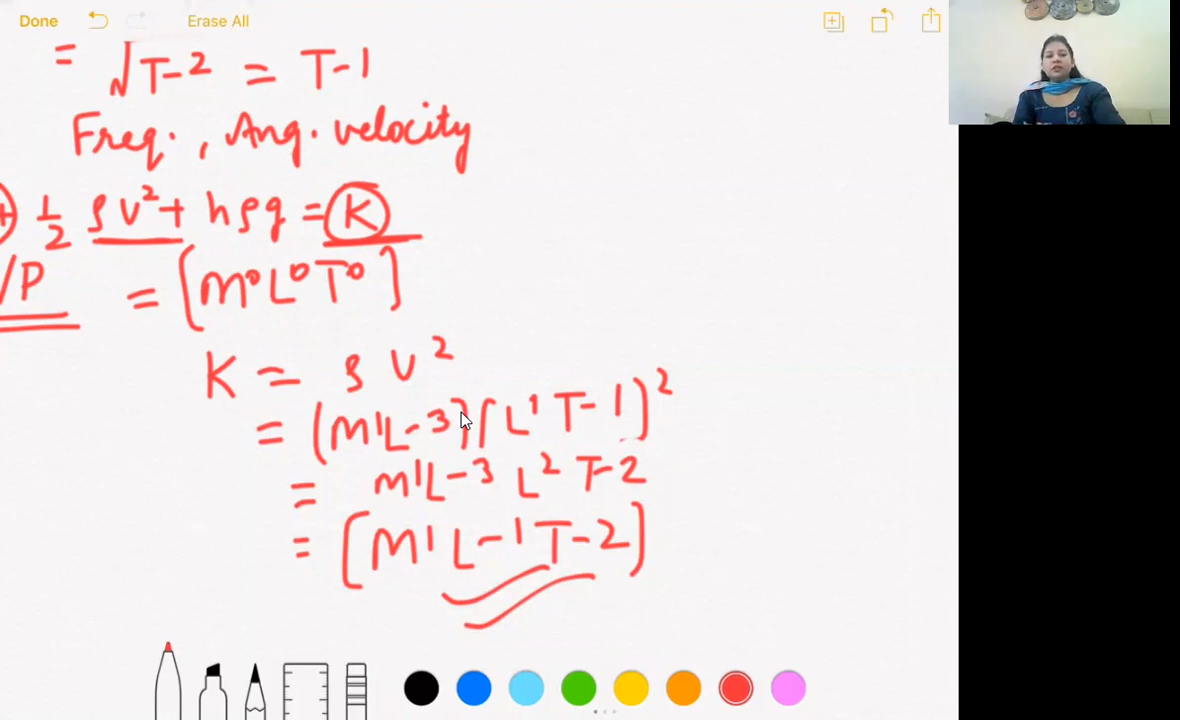 Done Erase All
= √T-2 = T-1
Freq., Ang. velocity
+ 1/2 ρv²+ hρg = K
/P = [M⁰L⁰T⁰]
K = ρ v²
= (M¹L-3)(L¹T-1)²
= M¹L-3 L² T-2
= [M¹L-1T-2]